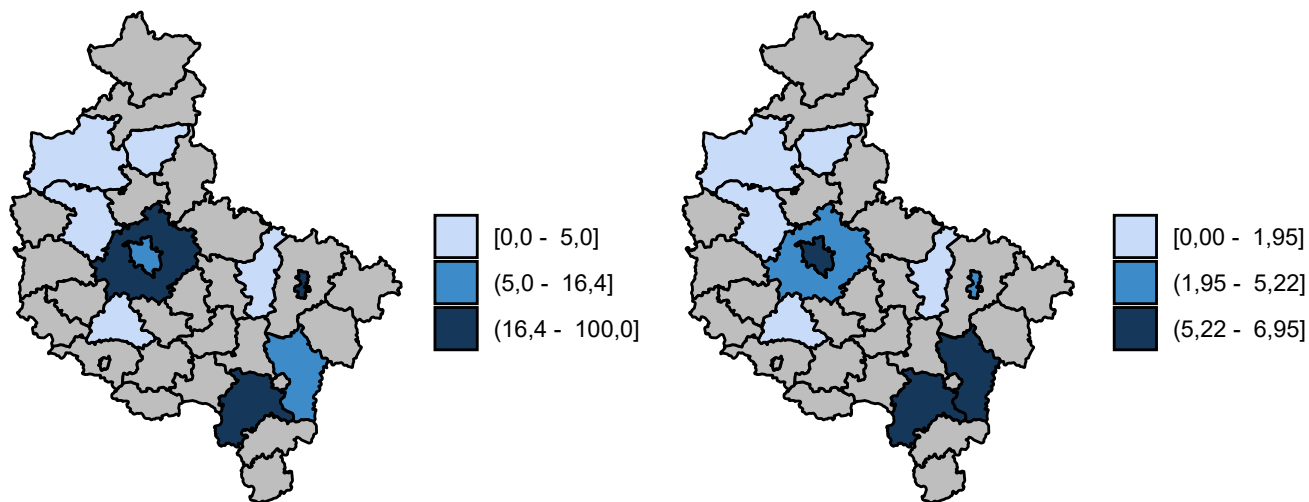 [0,0 - 5,0]
(5,0 - 16,4]
(16,4 - 100,0]
[0,00 - 1,95]
(1,95 - 5,22]
(5,22 - 6,95]